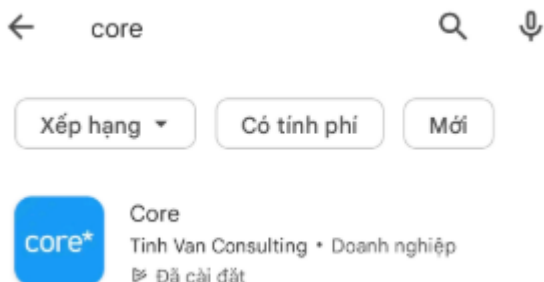 core
Xếp hạng
Có tính phí
Mới
core*
Core
Tinh Van Consulting • Doanh nghiệp
Đã cài đặt